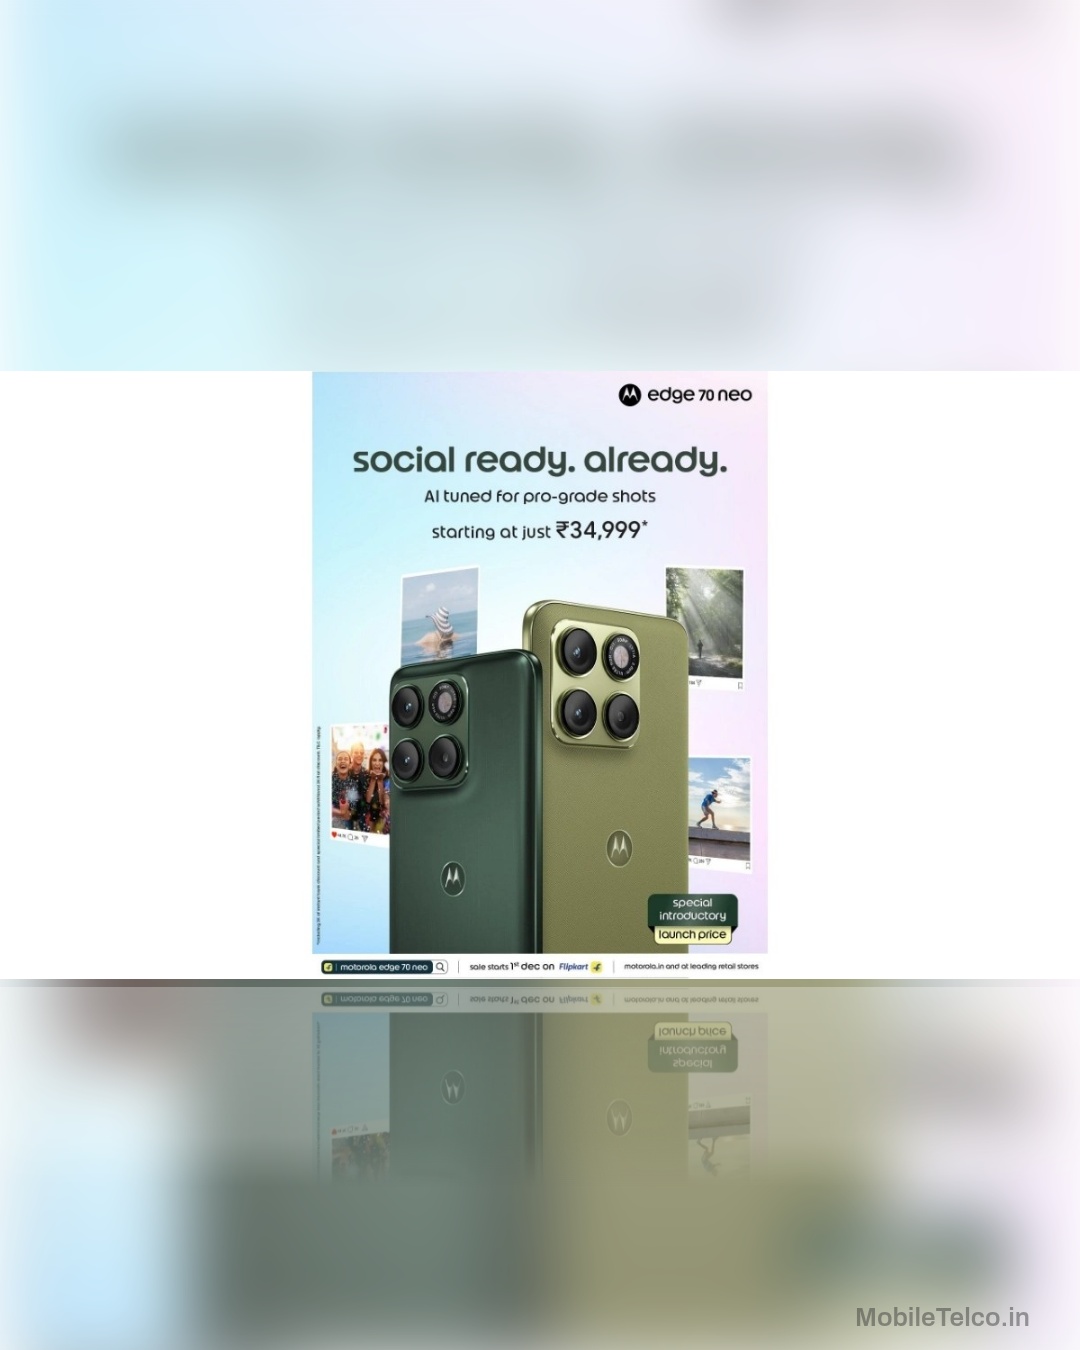 edge 70 neo
social ready. already.
AI tuned for pro-grade shots
starting at just ₹34,999*
special
introductory
launch price
motorola edge 70 neo
sale starts 1st dec on Flipkart
motorola.in and at leading retail stores
MobileTelco.in